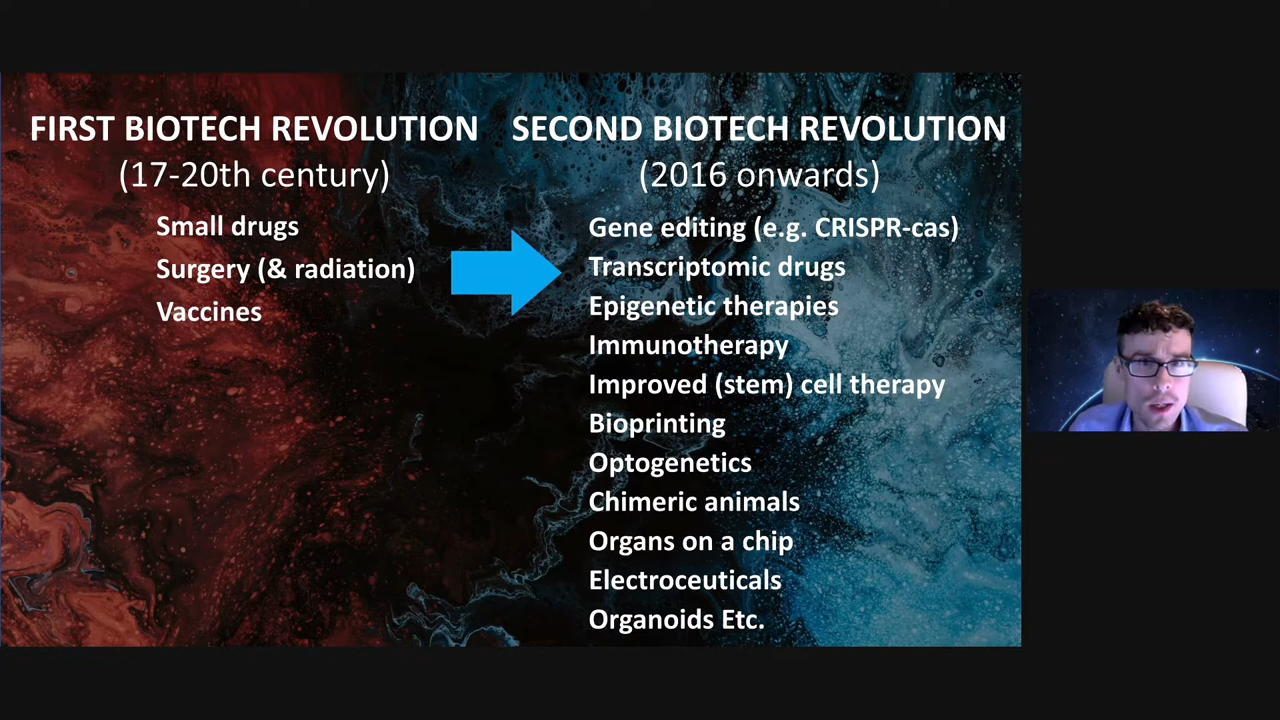 FIRST BIOTECH REVOLUTION
(17-20th century)
Small drugs
Surgery (& radiation)
Vaccines
SECOND BIOTECH REVOLUTION
(2016 onwards)
Gene editing (e.g. CRISPR-cas)
Transcriptomic drugs
Epigenetic therapies
Immunotherapy
Improved (stem) cell therapy
Bioprinting
Optogenetics
Chimeric animals
Organs on a chip
Electroceuticals
Organoids Etc.